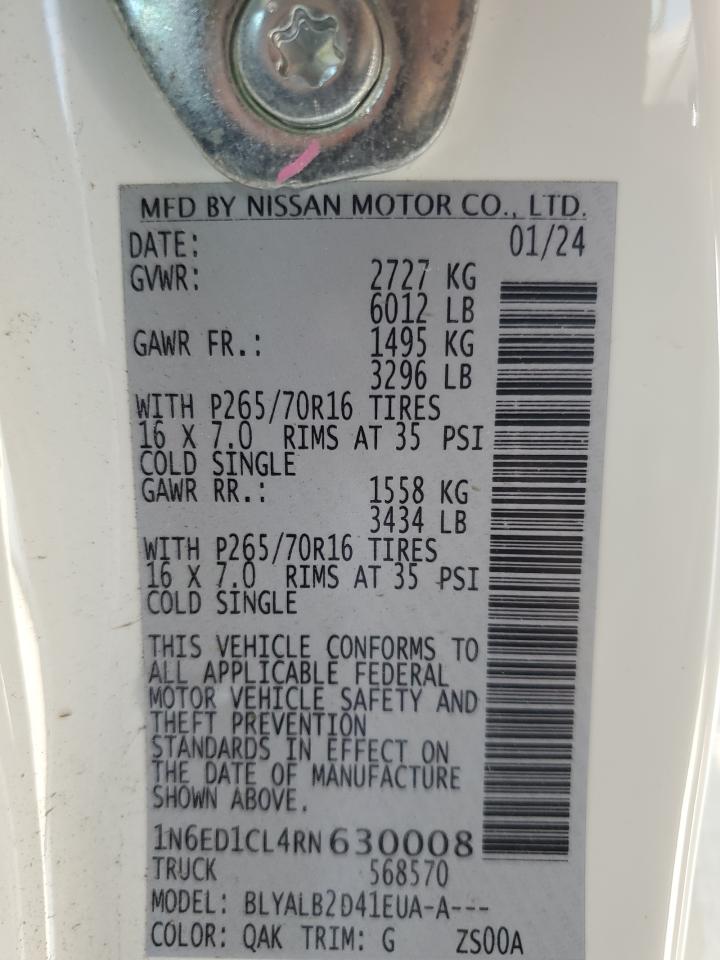 MFD BY NISSAN MOTOR CO., LTD.
DATE: 01/24
GVWR: 2727 KG
6012 LB
GAWR FR.: 1495 KG
3296 LB
WITH P265/70R16 TIRES
16 X 7.0 RIMS AT 35 PSI
COLD SINGLE
GAWR RR.: 1558 KG
3434 LB
WITH P265/70R16 TIRES
16 X 7.0 RIMS AT 35 PSI
COLD SINGLE
THIS VEHICLE CONFORMS TO
ALL APPLICABLE FEDERAL
MOTOR VEHICLE SAFETY AND
THEFT PREVENTION
STANDARDS IN EFFECT ON
THE DATE OF MANUFACTURE
SHOWN ABOVE.
1N6ED1CL4RN630008
TRUCK 568570
MODEL: BLYALB2D41EUA-A---
COLOR: QAK TRIM: G ZS00A